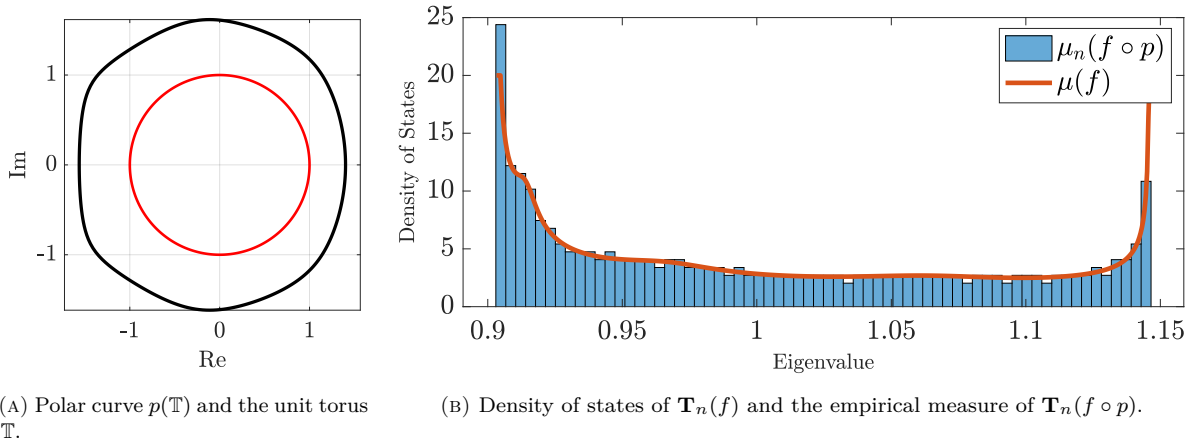 1
0
-1
Im
-1
0
1
Re
25
20
15
10
5
0
Density of States
0.9
0.95
1
1.05
1.1
1.15
Eigenvalue
μₙ(f ∘ p)
μ(f)
(A) Polar curve p(𝕋) and the unit torus
𝕋.
(B) Density of states of 𝐓ₙ(f) and the empirical measure of 𝐓ₙ(f ∘ p).